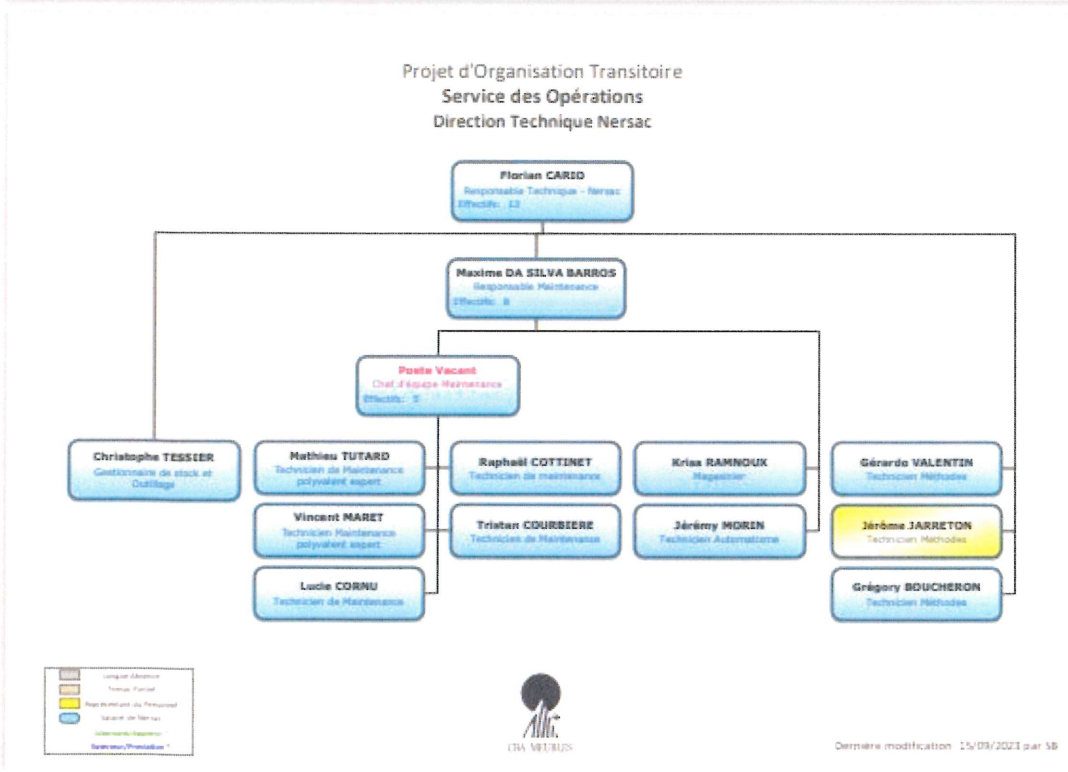 Projet d'Organisation Transitoire
Service des Opérations
Direction Technique Nersac
Florian CARIO
Responsable Technique - Nersac
Effectifs: 12
Maxime DA SILVA BARROS
Responsable Maintenance
Effectifs: 8
Poste Vacant
Chef d'équipe Maintenance
Effectifs: 5
Christophe TESSIER
Gestionnaire de stock et
Outillage
Mathieu TUTARD
Technicien de Maintenance
polyvalent expert
Raphaël COTTINET
Technicien de maintenance
Kriss RAMNOUX
Magasinier
Gérardo VALENTIN
Technicien Méthodes
Vincent MARET
Technicien Maintenance
polyvalent expert
Tristan COURBIERE
Technicien de Maintenance
Jérémy MORIN
Technicien Automatisme
Jérôme JARRETON
Technicien Méthodes
Lucie CORNU
Technicien de Maintenance
Grégory BOUCHERON
Technicien Méthodes
Longue Absence
Temps Partiel
Représentant du Personnel
Salarié de Nersac
CBA MEUBLES
Dernière modification 15/09/2023 par SB